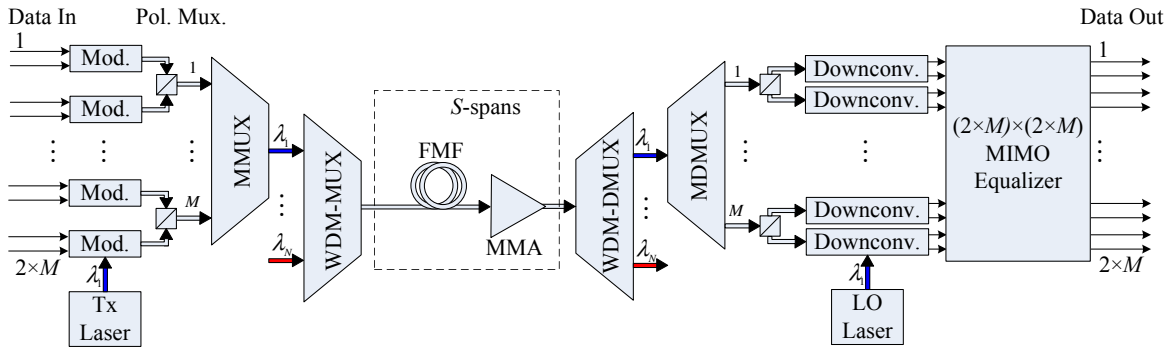 Data In
Pol. Mux.
Data Out
1
Mod.
1
Mod.
⋮
Mod.
M
Mod.
2×M
λ1
Tx
Laser
MMUX
λ1
⋮
λN
WDM-MUX
S-spans
FMF
MMA
WDM-DMUX
λ1
⋮
λN
MDMUX
1
M
Downconv.
Downconv.
⋮
Downconv.
Downconv.
λ1
LO
Laser
(2×M)×(2×M)
MIMO
Equalizer
1
2×M